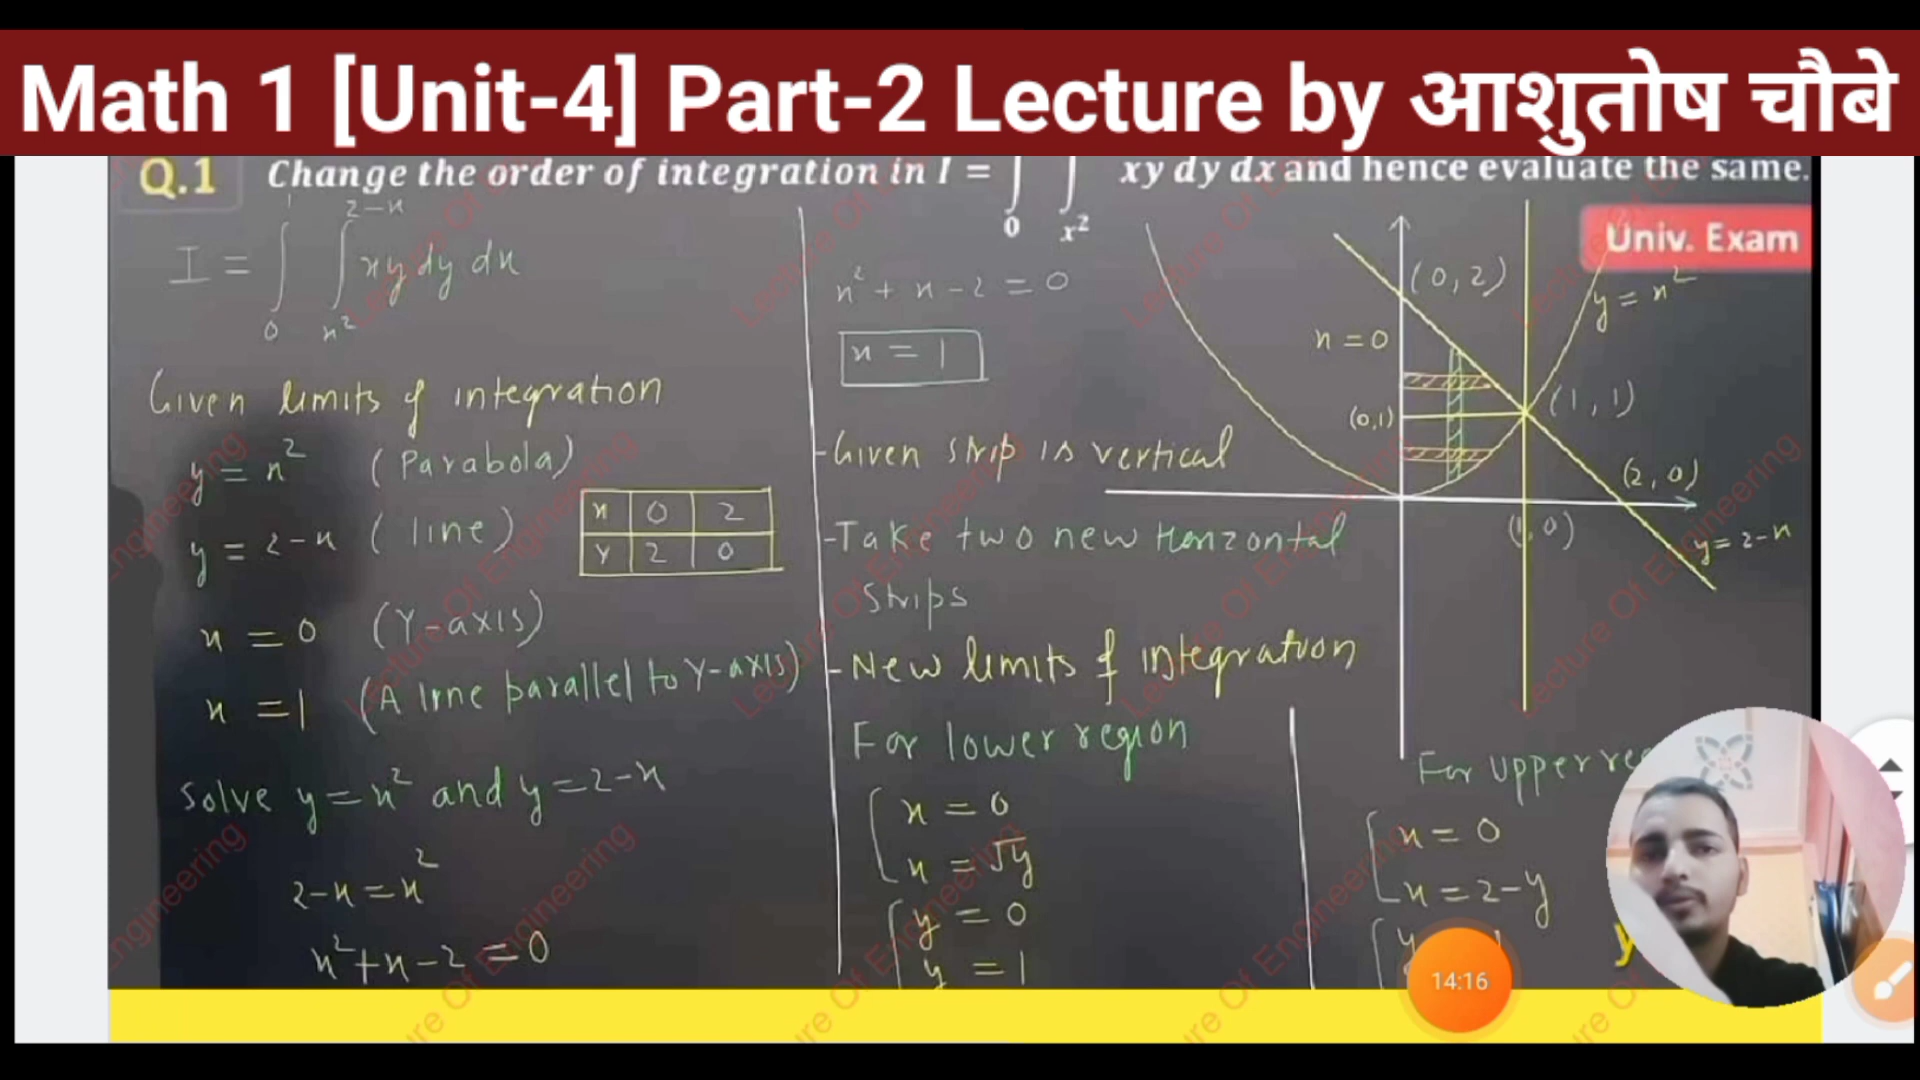 Math 1 [Unit-4] Part-2 Lecture by आशुतोष चौबे
Q.1 Change the order of integration in I = ∫₀ ∫ₓ² xy dy dx and hence evaluate the same.
Univ. Exam
I = ∫₀¹ ∫ₓ²²⁻ˣ xy dy dx
Given limits of integration
y = x² (Parabola)
y = 2-x (line)
x 0 2
Y 2 0
x = 0 (Y-axis)
x = 1 (A line parallel to Y-axis)
Solve y = x² and y = 2-x
2-x = x²
x²+x-2 = 0
x² + x - 2 = 0
x = 1
-Given strip is vertical
-Take two new Horizontal
Strips
-New limits of integration
For lower region
x = 0
x = √y
y = 0
y = 1
(0, 2)
y = x²
x = 0
(0,1)
(1, 1)
(2, 0)
(1, 0)
y = 2-x
For upper re
x = 0
x = 2-y
y
y
14:16
Lecture Of Engineering